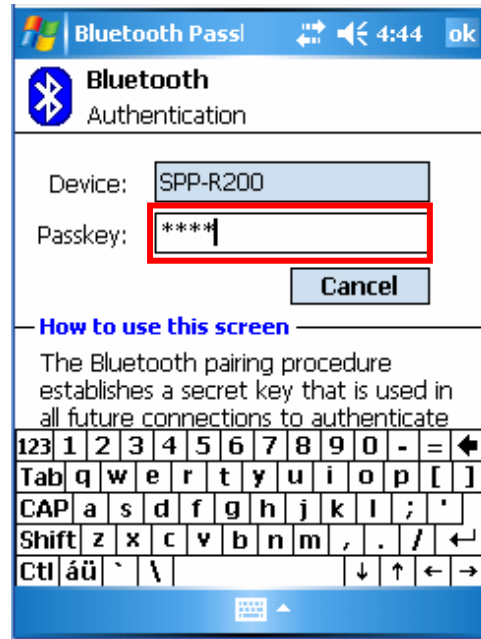 Bluetooth Passl 4:44 ok
Bluetooth
Authentication
Device: SPP-R200
Passkey: ****
Cancel
How to use this screen
The Bluetooth pairing procedure
establishes a secret key that is used in
all future connections to authenticate
123 1 2 3 4 5 6 7 8 9 0 - =
Tab q w e r t y u i o p [ ]
CAP a s d f g h j k l ; '
Shift z x c v b n m , . /
Ctl áü ` \